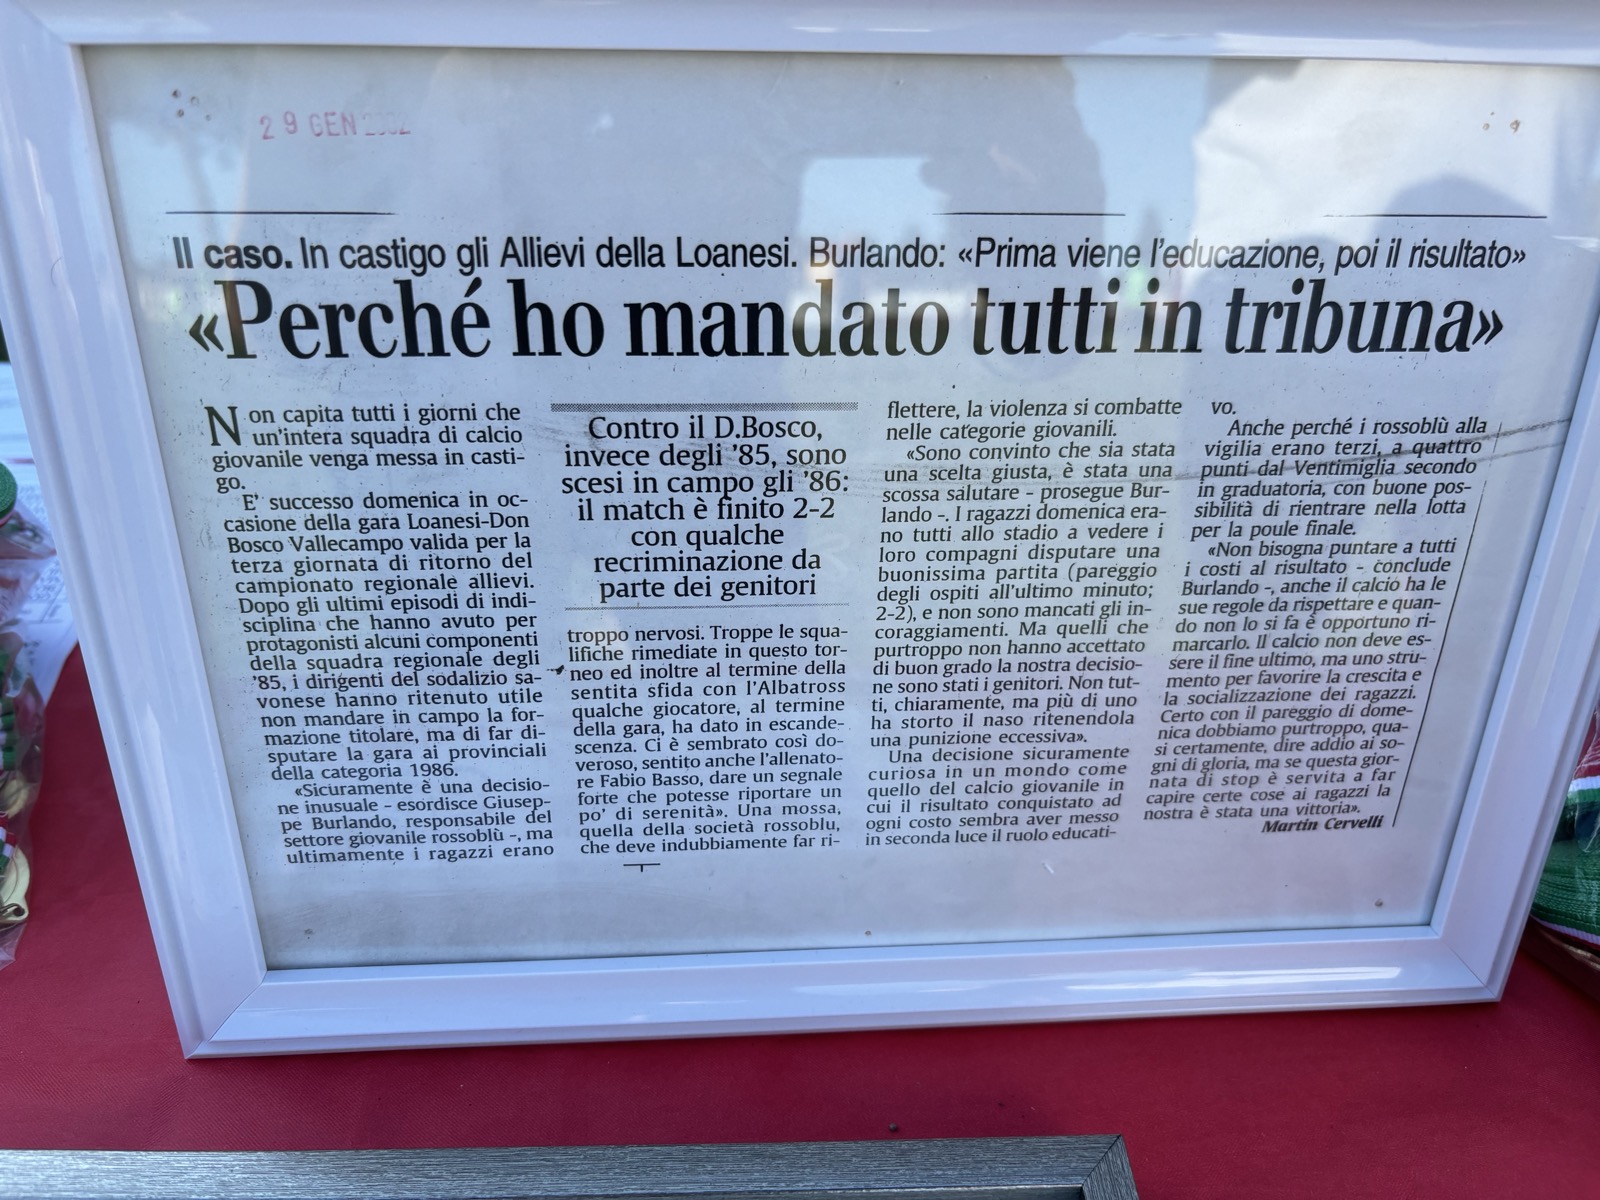 29 GEN 2002
Il caso. In castigo gli Allievi della Loanesi. Burlando: «Prima viene l'educazione, poi il risultato»
«Perché ho mandato tutti in tribuna»
Non capita tutti i giorni che
un'intera squadra di calcio
giovanile venga messa in casti-
go.
E' successo domenica in oc-
casione della gara Loanesi-Don
Bosco Vallecampo valida per la
terza giornata di ritorno del
campionato regionale allievi.
Dopo gli ultimi episodi di indi-
sciplina che hanno avuto per
protagonisti alcuni componenti
della squadra regionale degli
'85, i dirigenti del sodalizio sa-
vonese hanno ritenuto utile
non mandare in campo la for-
mazione titolare, ma di far di-
sputare la gara ai provinciali
della categoria 1986.
«Sicuramente è una decisio-
ne inusuale - esordisce Giusep-
pe Burlando, responsabile del
settore giovanile rossoblù -, ma
ultimamente i ragazzi erano
Contro il D.Bosco,
invece degli '85, sono
scesi in campo gli '86:
il match è finito 2-2
con qualche
recriminazione da
parte dei genitori
troppo nervosi. Troppe le squa-
lifiche rimediate in questo tor-
neo ed inoltre al termine della
sentita sfida con l'Albatross
qualche giocatore, al termine
della gara, ha dato in escande-
scenza. Ci è sembrato così do-
veroso, sentito anche l'allenato-
re Fabio Basso, dare un segnale
forte che potesse riportare un
po' di serenità». Una mossa,
quella della società rossoblu,
che deve indubbiamente far ri-
flettere, la violenza si combatte
nelle categorie giovanili.
«Sono convinto che sia stata
una scelta giusta, è stata una
scossa salutare - prosegue Bur-
lando -. I ragazzi domenica era-
no tutti allo stadio a vedere i
loro compagni disputare una
buonissima partita (pareggio
degli ospiti all'ultimo minuto;
2-2), e non sono mancati gli in-
coraggiamenti. Ma quelli che
purtroppo non hanno accettato
di buon grado la nostra decisio-
ne sono stati i genitori. Non tut-
ti, chiaramente, ma più di uno
ha storto il naso ritenendola
una punizione eccessiva».
Una decisione sicuramente
curiosa in un mondo come
quello del calcio giovanile in
cui il risultato conquistato ad
ogni costo sembra aver messo
in seconda luce il ruolo educati-
vo.
Anche perché i rossoblù alla
vigilia erano terzi, a quattro
punti dal Ventimiglia secondo
in graduatoria, con buone pos-
sibilità di rientrare nella lotta
per la poule finale.
«Non bisogna puntare a tutti
i costi al risultato - conclude
Burlando -, anche il calcio ha le
sue regole da rispettare e quan-
do non lo si fa è opportuno ri-
marcarlo. Il calcio non deve es-
sere il fine ultimo, ma uno stru-
mento per favorire la crescita e
la socializzazione dei ragazzi.
Certo con il pareggio di dome-
nica dobbiamo purtroppo, qua-
si certamente, dire addio ai so-
gni di gloria, ma se questa gior-
nata di stop è servita a far
capire certe cose ai ragazzi la
nostra è stata una vittoria».
Martin Cervelli